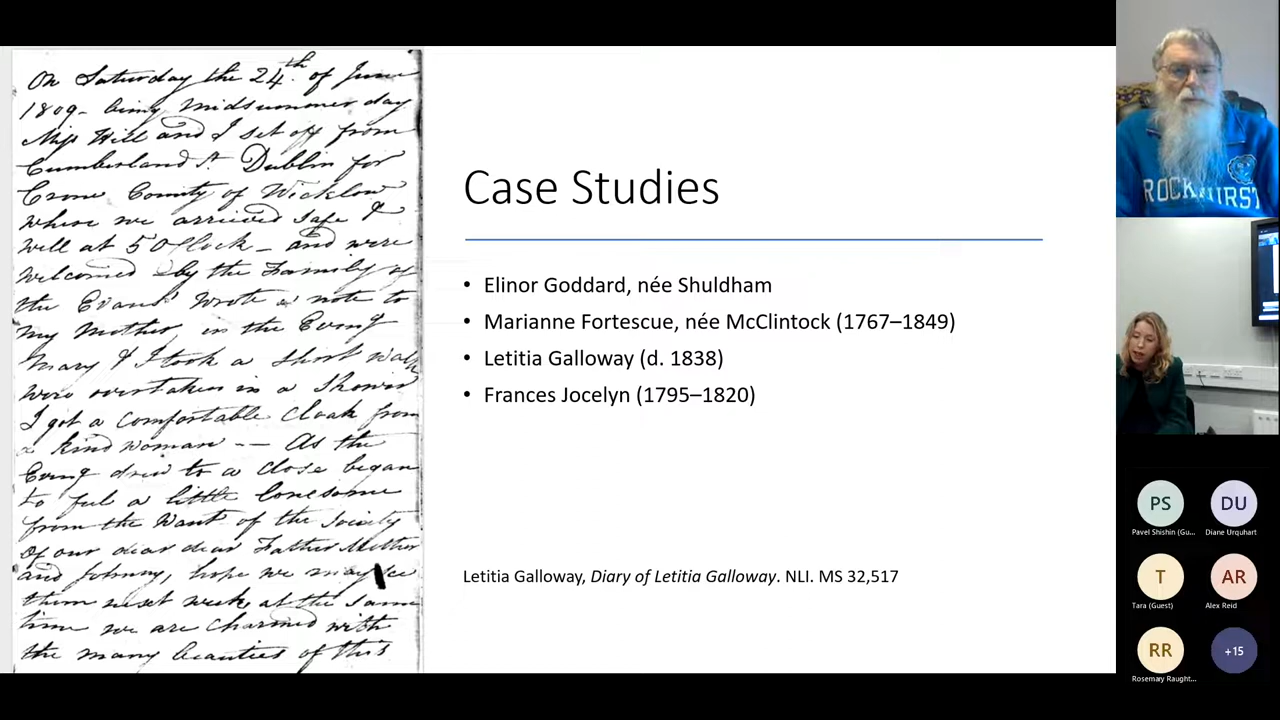 On Saturday the 24th of June
1809 - being midsummer day
Miss Will and I set off from
Cumberland St. Dublin for
Crone County of Wicklow
where we arrived safe &
well at 5 O'Clock - and were
welcomed by the Family of
the Evans' Wrote a note to
my Mother in the Eveng
Mary & I took a short walk
were overtaken in a Shower
I got a comfortable Cloak from
a kind woman -- As the
Eveng drew to a close began
to feel a little lonesome
from the Want of the Society
of our dear dear Father Mother
and Johnny, hope we may see
them next week, at the same
time we are charmed with
the many beauties of this
Case Studies
• Elinor Goddard, née Shuldham
• Marianne Fortescue, née McClintock (1767–1849)
• Letitia Galloway (d. 1838)
• Frances Jocelyn (1795–1820)
Letitia Galloway, Diary of Letitia Galloway. NLI. MS 32,517
ROCKHURST
PS DU
Pavel Shishin (Gu... Diane Urquhart
T AR
Tara (Guest) Alex Reid
RR +15
Rosemary Raught...